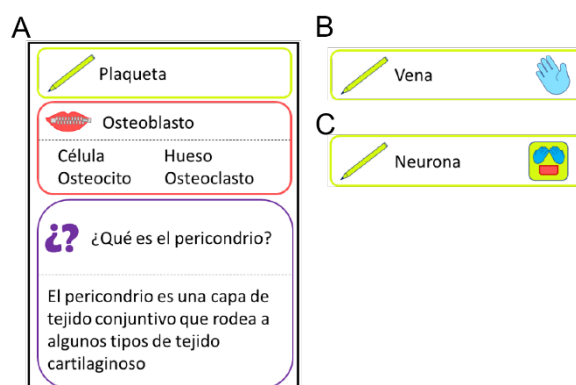 A
Plaqueta
Osteoblasto
Célula Hueso
Osteocito Osteoclasto
¿? ¿Qué es el pericondrio?
El pericondrio es una capa de
tejido conjuntivo que rodea a
algunos tipos de tejido
cartilaginoso
B
Vena
C
Neurona